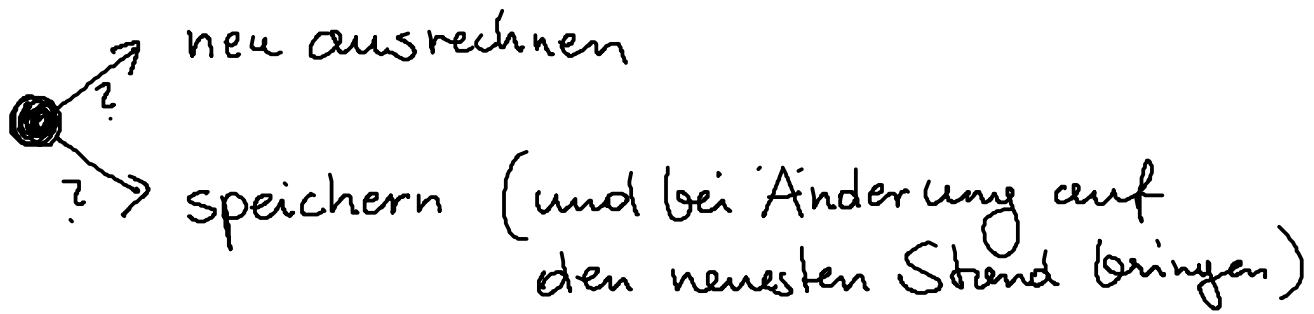 neu ausrechnen
?
?
speichern (und bei Änderung auf
den neuesten Stand bringen)